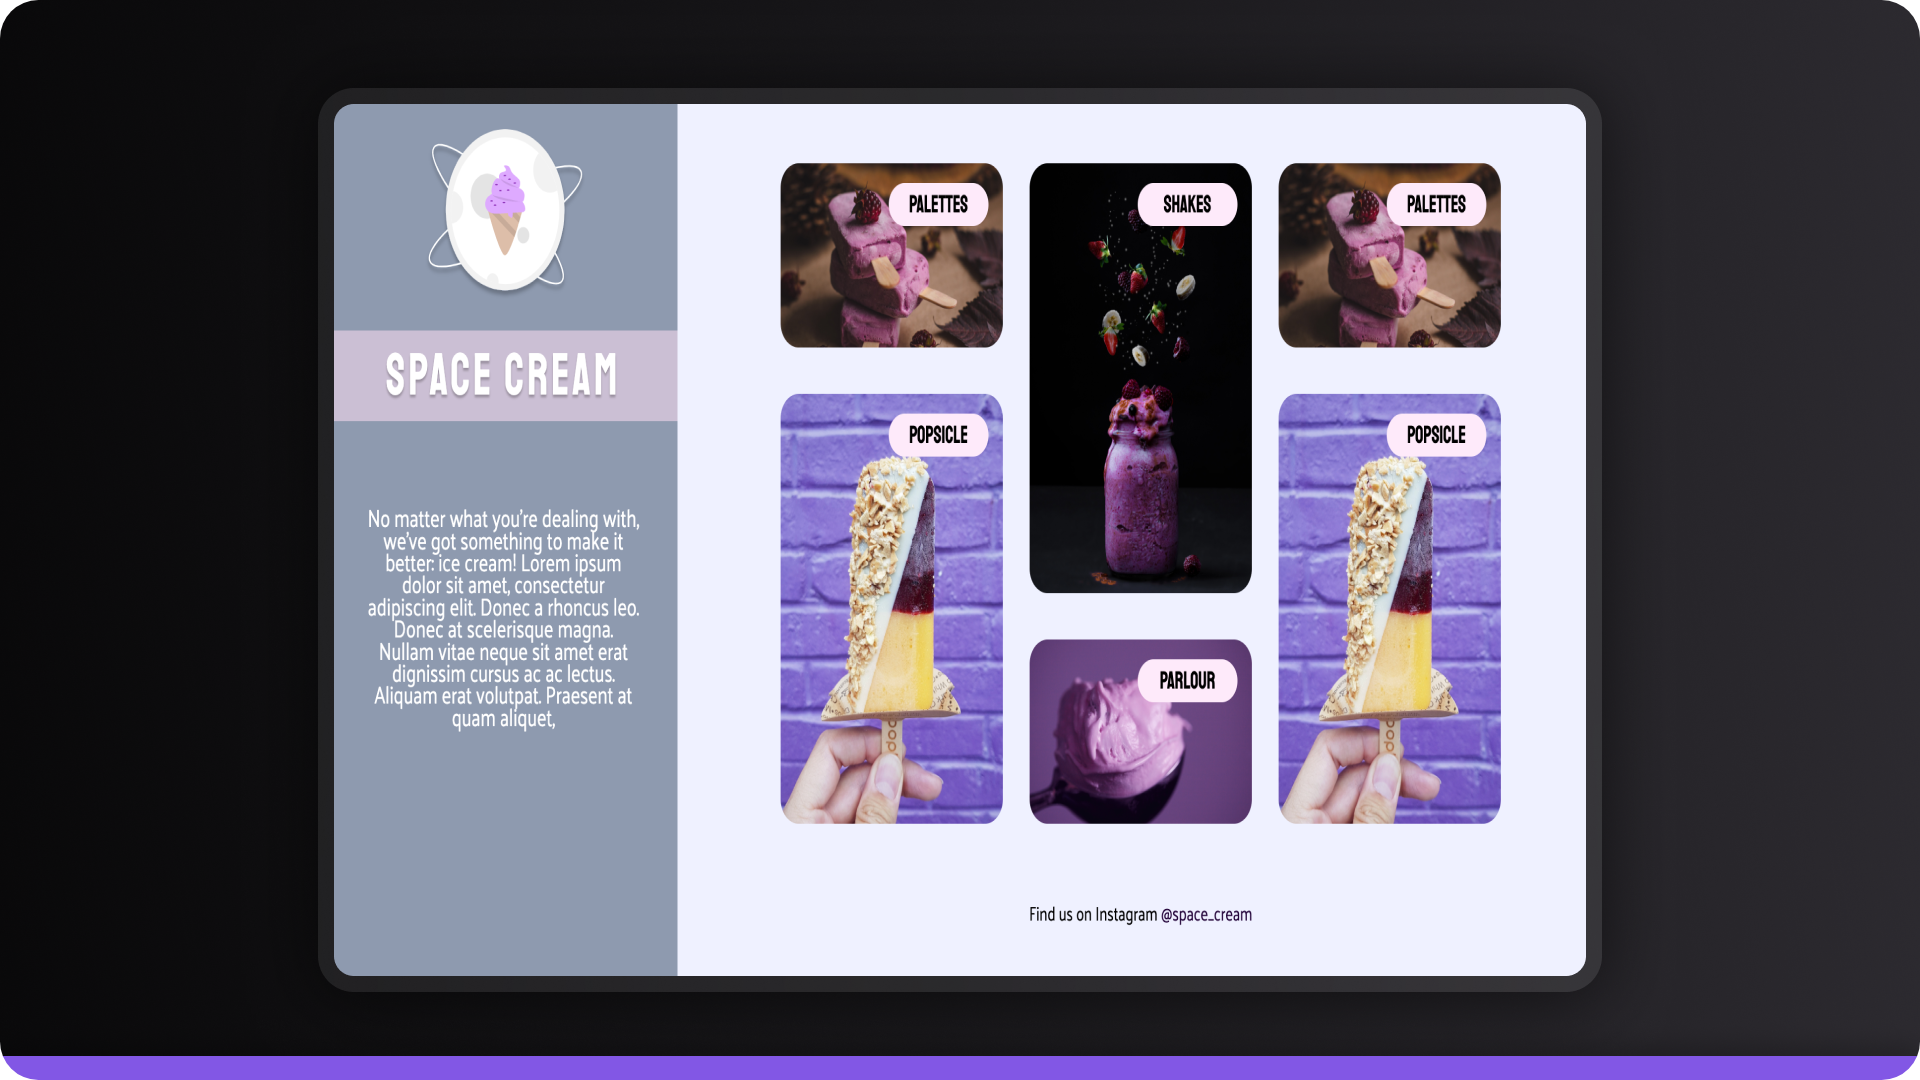 SPACE CREAM
No matter what you're dealing with,
we've got something to make it
better: ice cream! Lorem ipsum
dolor sit amet, consectetur
adipiscing elit. Donec a rhoncus leo.
Donec at scelerisque magna.
Nullam vitae neque sit amet erat
dignissim cursus ac ac lectus.
Aliquam erat volutpat. Praesent at
quam aliquet,
PALETTES
SHAKES
PALETTES
POPSICLE
POPSICLE
PARLOUR
Find us on Instagram @space_cream